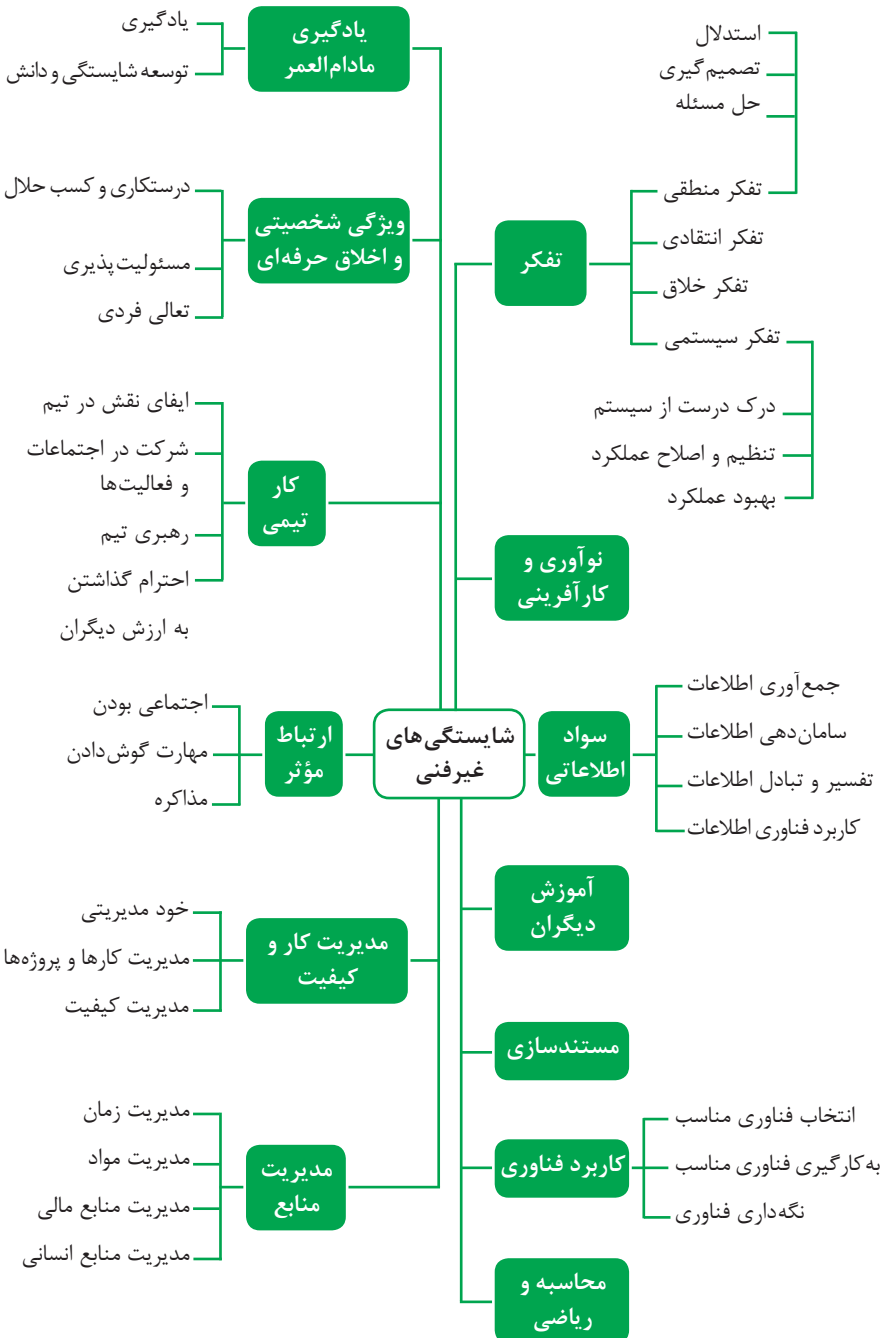 شایستگی‌های
غیرفنی
تفکر
استدلال
تصمیم‌گیری
حل مسئله
تفکر منطقی
تفکر انتقادی
تفکر خلاق
تفکر سیستمی
درک درست از سیستم
تنظیم و اصلاح عملکرد
بهبود عملکرد
نوآوری و
کارآفرینی
سواد
اطلاعاتی
جمع‌آوری اطلاعات
سامان‌دهی اطلاعات
تفسیر و تبادل اطلاعات
کاربرد فناوری اطلاعات
آموزش
دیگران
مستندسازی
کاربرد فناوری
انتخاب فناوری مناسب
به‌کارگیری فناوری مناسب
نگه‌داری فناوری
محاسبه و
ریاضی
یادگیری
مادام‌العمر
یادگیری
توسعه شایستگی و دانش
ویژگی شخصیتی
و اخلاق حرفه‌ای
درستکاری و کسب حلال
مسئولیت‌پذیری
تعالی فردی
کار
تیمی
ایفای نقش در تیم
شرکت در اجتماعات
و فعالیت‌ها
رهبری تیم
احترام گذاشتن
به ارزش دیگران
ارتباط
مؤثر
اجتماعی بودن
مهارت گوش‌دادن
مذاکره
مدیریت کار و
کیفیت
خود مدیریتی
مدیریت کارها و پروژه‌ها
مدیریت کیفیت
مدیریت
منابع
مدیریت زمان
مدیریت مواد
مدیریت منابع مالی
مدیریت منابع انسانی